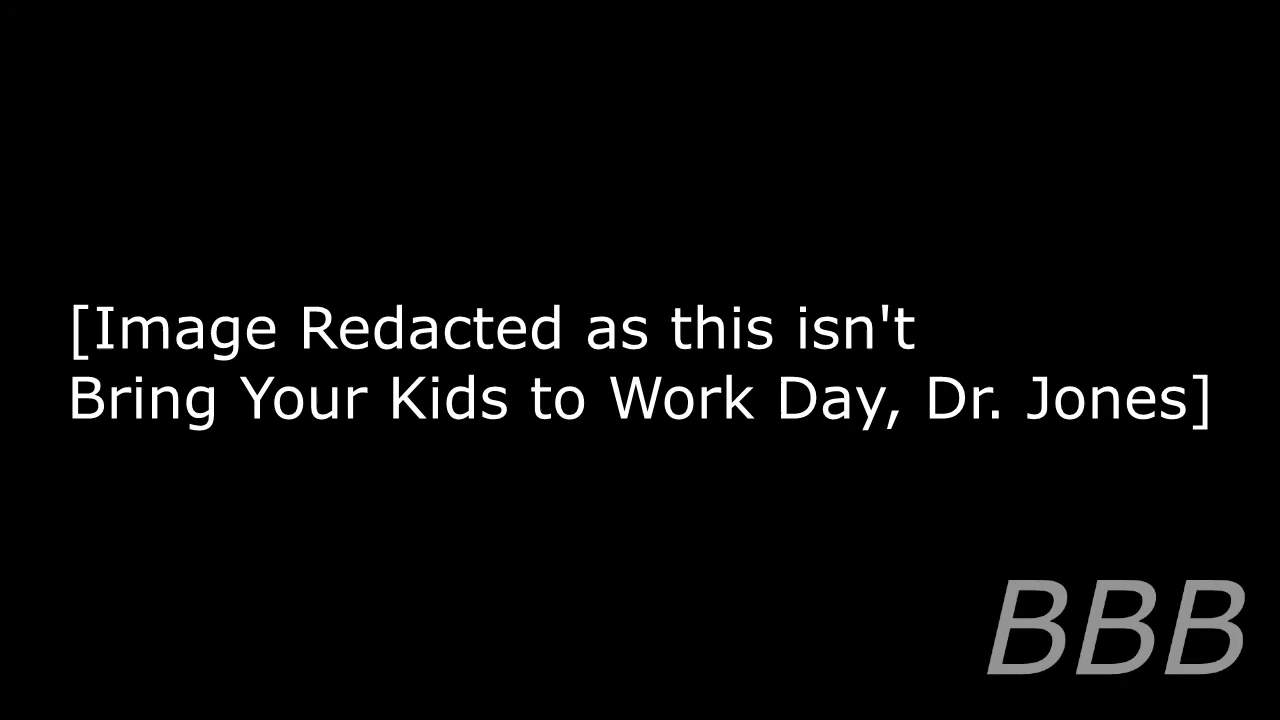 [Image Redacted as this isn't
Bring Your Kids to Work Day, Dr. Jones]
BBB